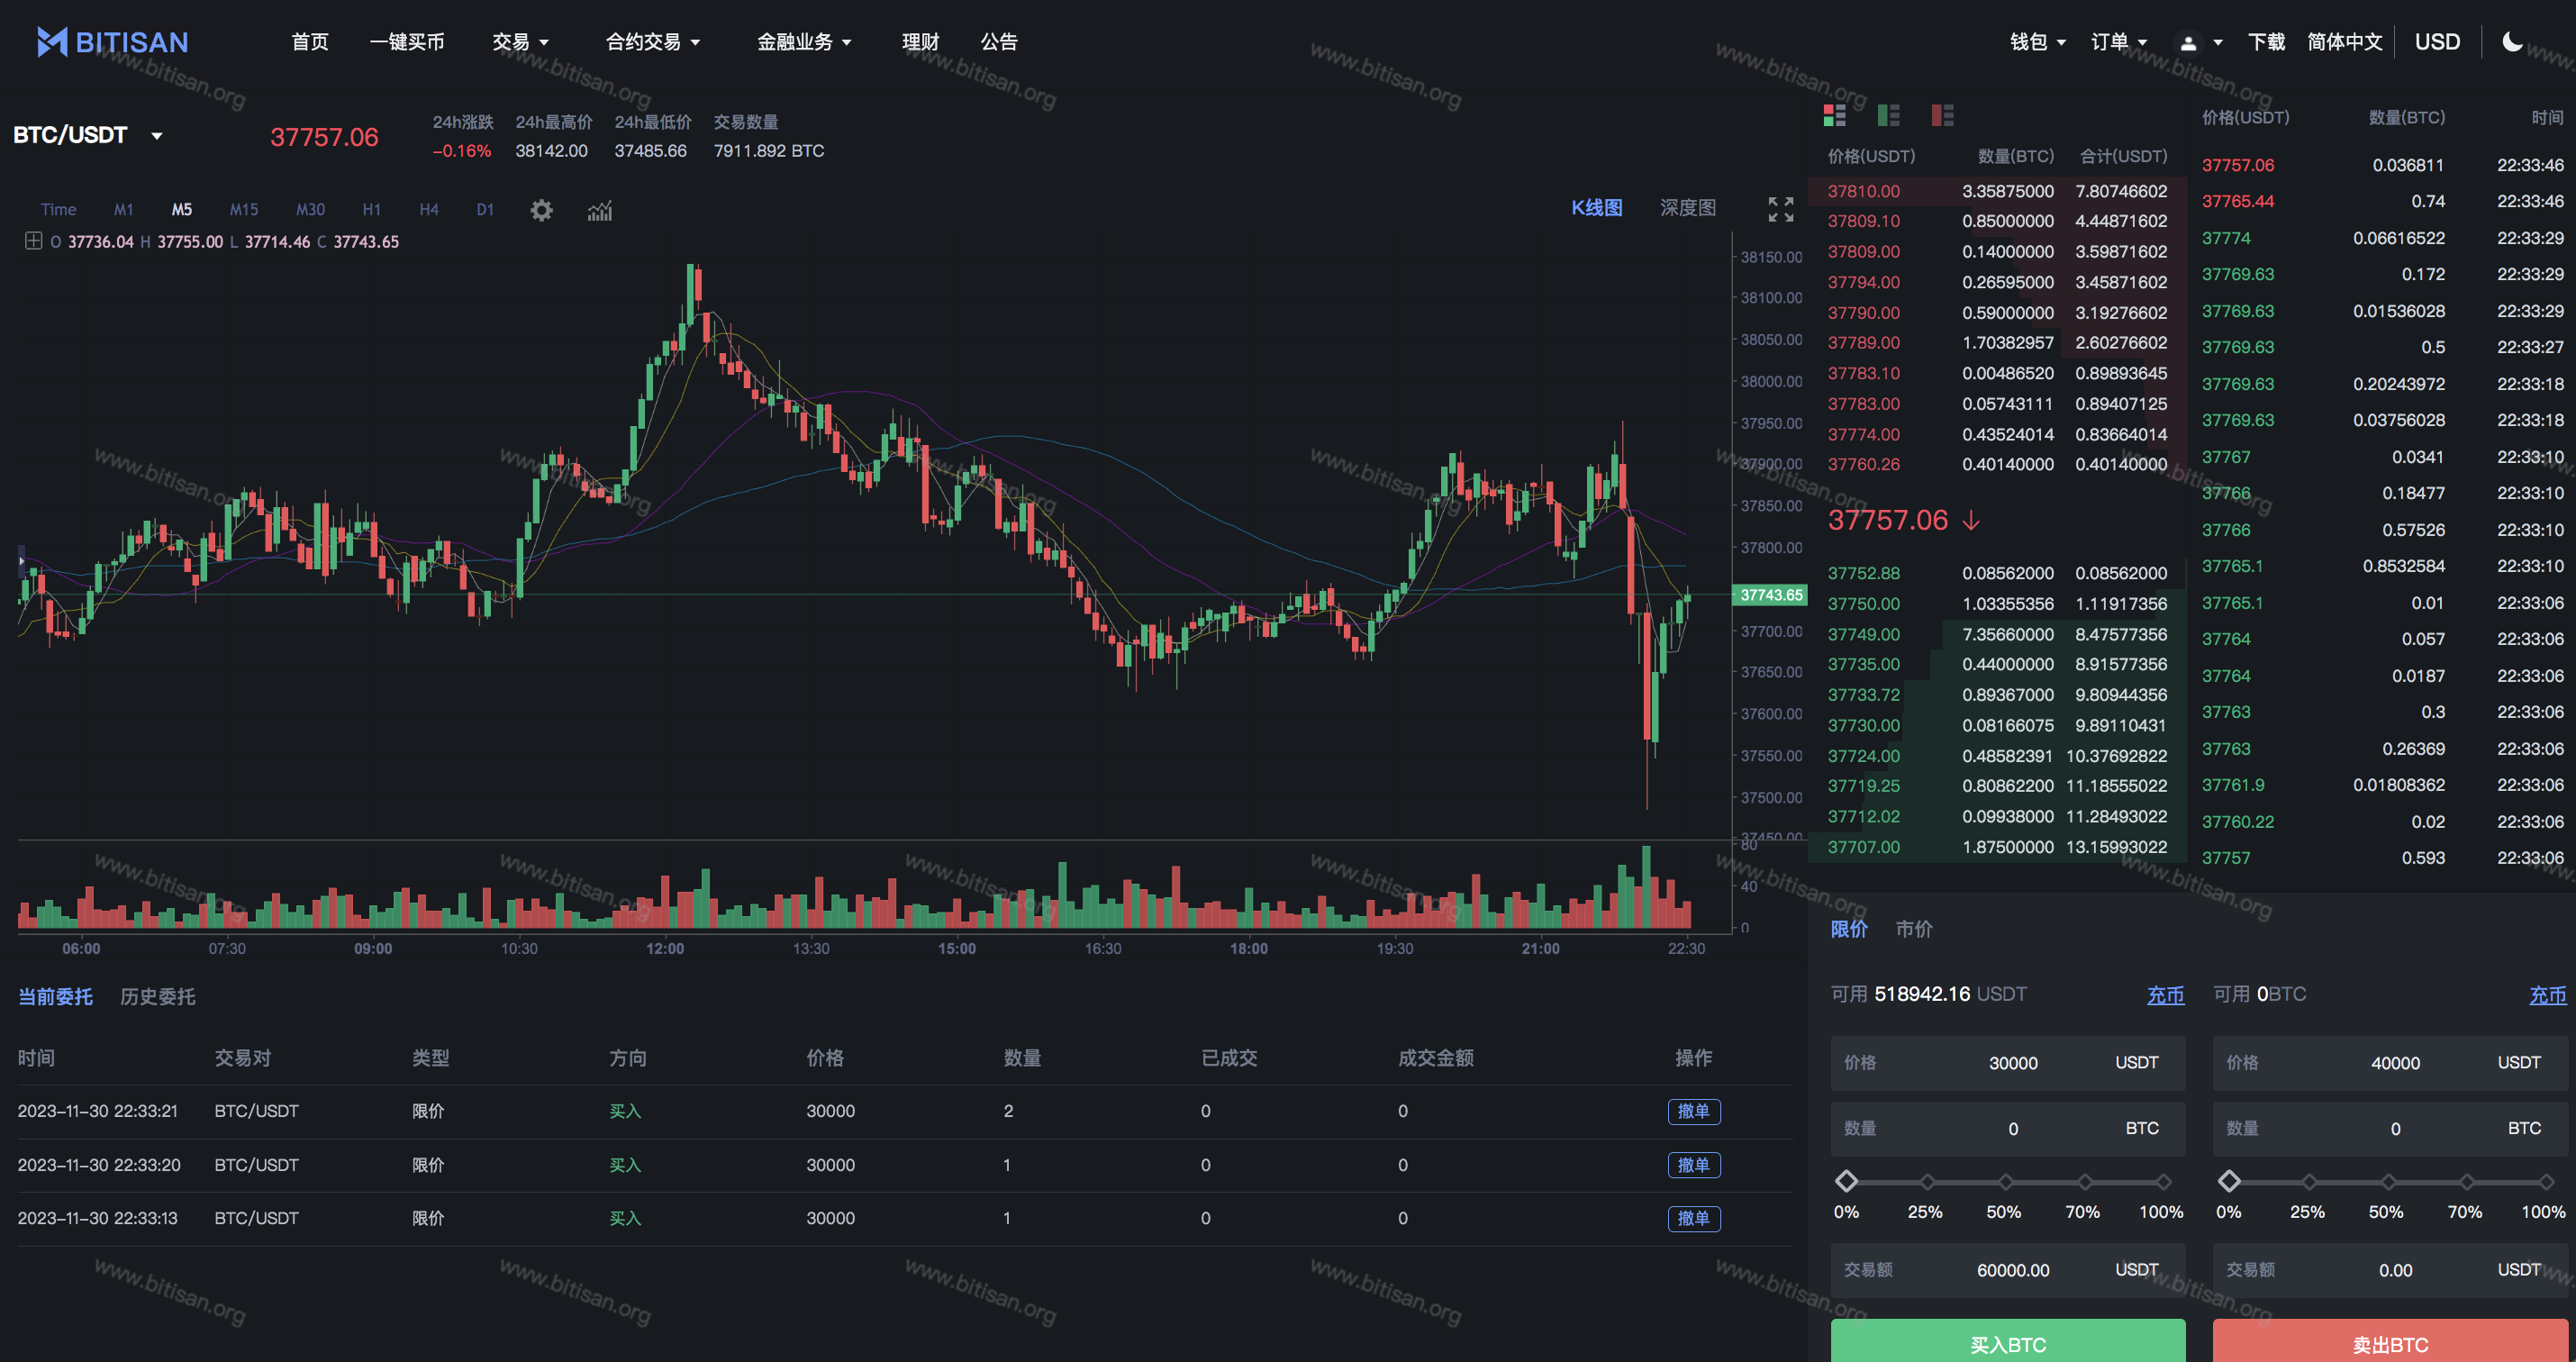 BITISAN 首页 一键买币 交易 合约交易 金融业务 理财 公告 钱包 订单 下载 简体中文 USD
BTC/USDT 37757.06
24h涨跌 24h最高价 24h最低价 交易数量
-0.16% 38142.00 37485.66 7911.892 BTC
Time M1 M5 M15 M30 H1 H4 D1 K线图 深度图
O 37736.04 H 37755.00 L 37714.46 C 37743.65
38150.00
38100.00
38050.00
38000.00
37950.00
37900.00
37850.00
37800.00
37743.65
37700.00
37650.00
37600.00
37550.00
37500.00
37450.00
80
40
0
06:00 07:30 09:00 10:30 12:00 13:30 15:00 16:30 18:00 19:30 21:00 22:30
价格(USDT) 数量(BTC) 合计(USDT)
37810.00 3.35875000 7.80746602
37809.10 0.85000000 4.44871602
37809.00 0.14000000 3.59871602
37794.00 0.26595000 3.45871602
37790.00 0.59000000 3.19276602
37789.00 1.70382957 2.60276602
37783.10 0.00486520 0.89893645
37783.00 0.05743111 0.89407125
37774.00 0.43524014 0.83664014
37760.26 0.40140000 0.40140000
37757.06 ↓
37752.88 0.08562000 0.08562000
37750.00 1.03355356 1.11917356
37749.00 7.35660000 8.47577356
37735.00 0.44000000 8.91577356
37733.72 0.89367000 9.80944356
37730.00 0.08166075 9.89110431
37724.00 0.48582391 10.37692822
37719.25 0.80862200 11.18555022
37712.02 0.09938000 11.28493022
37707.00 1.87500000 13.15993022
价格(USDT) 数量(BTC) 时间
37757.06 0.036811 22:33:46
37765.44 0.74 22:33:46
37774 0.06616522 22:33:29
37769.63 0.172 22:33:29
37769.63 0.01536028 22:33:29
37769.63 0.5 22:33:27
37769.63 0.20243972 22:33:18
37769.63 0.03756028 22:33:18
37767 0.0341 22:33:10
37766 0.18477 22:33:10
37766 0.57526 22:33:10
37765.1 0.8532584 22:33:10
37765.1 0.01 22:33:06
37764 0.057 22:33:06
37764 0.0187 22:33:06
37763 0.3 22:33:06
37763 0.26369 22:33:06
37761.9 0.01808362 22:33:06
37760.22 0.02 22:33:06
37757 0.593 22:33:06
当前委托 历史委托
时间 交易对 类型 方向 价格 数量 已成交 成交金额 操作
2023-11-30 22:33:21 BTC/USDT 限价 买入 30000 2 0 0 撤单
2023-11-30 22:33:20 BTC/USDT 限价 买入 30000 1 0 0 撤单
2023-11-30 22:33:13 BTC/USDT 限价 买入 30000 1 0 0 撤单
限价 市价
可用 518942.16 USDT 充币 可用 0BTC 充币
价格 30000 USDT 价格 40000 USDT
数量 0 BTC 数量 0 BTC
0% 25% 50% 70% 100% 0% 25% 50% 70% 100%
交易额 60000.00 USDT 交易额 0.00 USDT
买入BTC 卖出BTC
www.bitisan.org